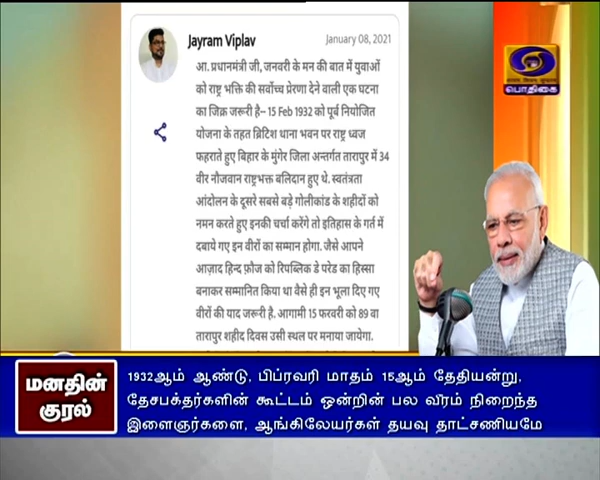 Jayram Viplav
January 08, 2021
आ. प्रधानमंत्री जी, जनवरी के मन की बात में युवाओं
को राष्ट्र भक्ति की सर्वोच्च प्रेरणा देने वाली एक घटना
का जिक्र जरूरी है– 15 Feb 1932 को पूर्व नियोजित
योजना के तहत ब्रिटिश थाना भवन पर राष्ट्र ध्वज
फहराते हुए बिहार के मुंगेर जिला अन्तर्गत तारापुर में 34
वीर नौजवान राष्ट्रभक्त बलिदान हुए थे. स्वतंत्रता
आंदोलन के दूसरे सबसे बड़े गोलीकांड के शहीदों को
नमन करते हुए इनकी चर्चा करेंगे तो इतिहास के गर्त में
दबाये गए इन वीरों का सम्मान होगा. जैसे आपने
आज़ाद हिन्द फ़ौज को रिपब्लिक डे परेड का हिस्सा
बनाकर सम्मानित किया था वैसे ही इन भूला दिए गए
वीरों की याद जरूरी है. आगामी 15 फरवरी को 89 वा
तारापुर शहीद दिवस उसी स्थल पर मनाया जायेगा.
பொதிகை
மனதின்
குரல்
1932ஆம் ஆண்டு, பிப்ரவரி மாதம் 15ஆம் தேதியன்று,
தேசபக்தர்களின் கூட்டம் ஒன்றின் பல வீரம் நிறைந்த
இளைஞர்களை, ஆங்கிலேயர்கள் தயவு தாட்சணியமே